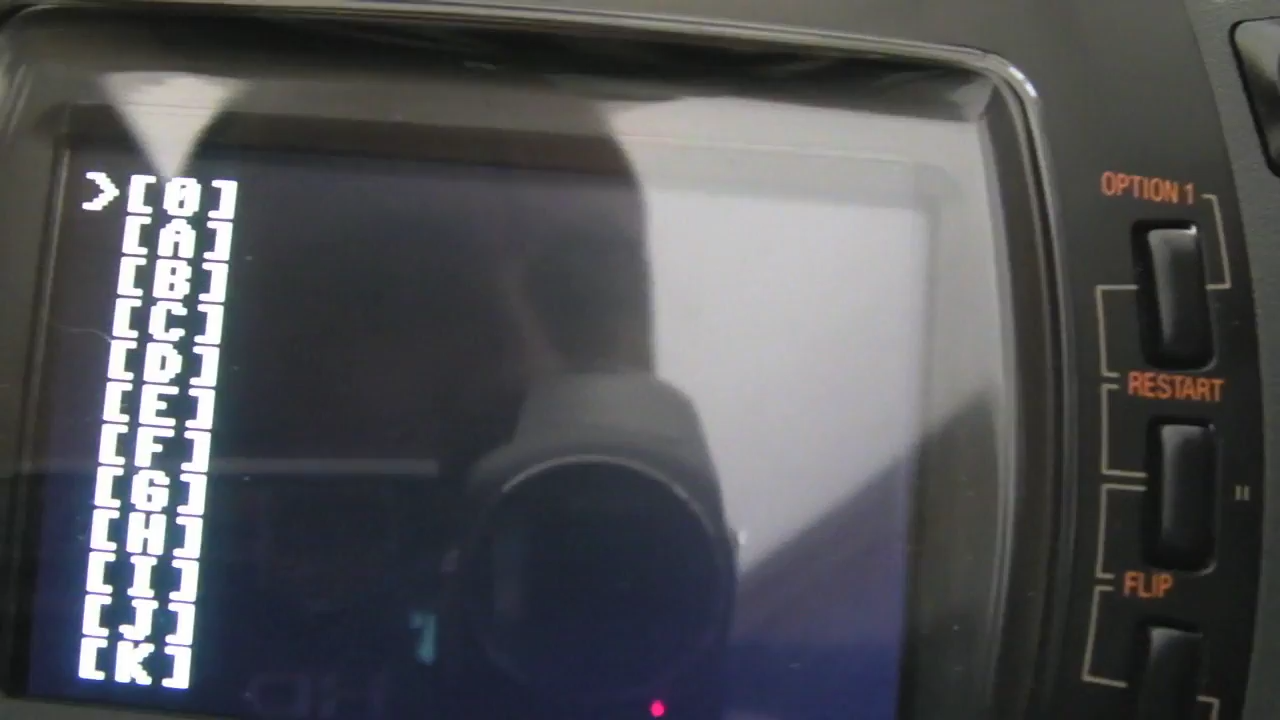 >[0]
[A]
[B]
[C]
[D]
[E]
[F]
[G]
[H]
[I]
[J]
[K]
OPTION 1
RESTART
FLIP